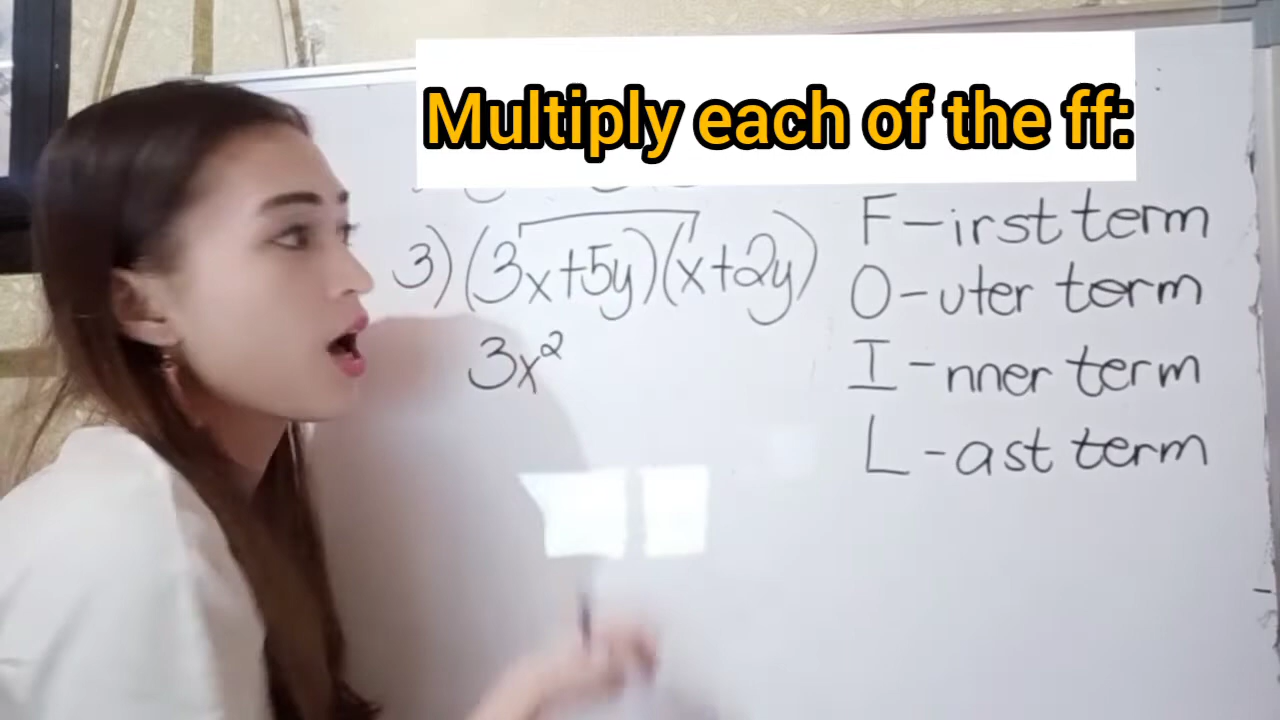 Multiply each of the ff:
3) (3x+5y)(x+2y)
3x²
F-irst term
O-uter term
I-nner term
L-ast term